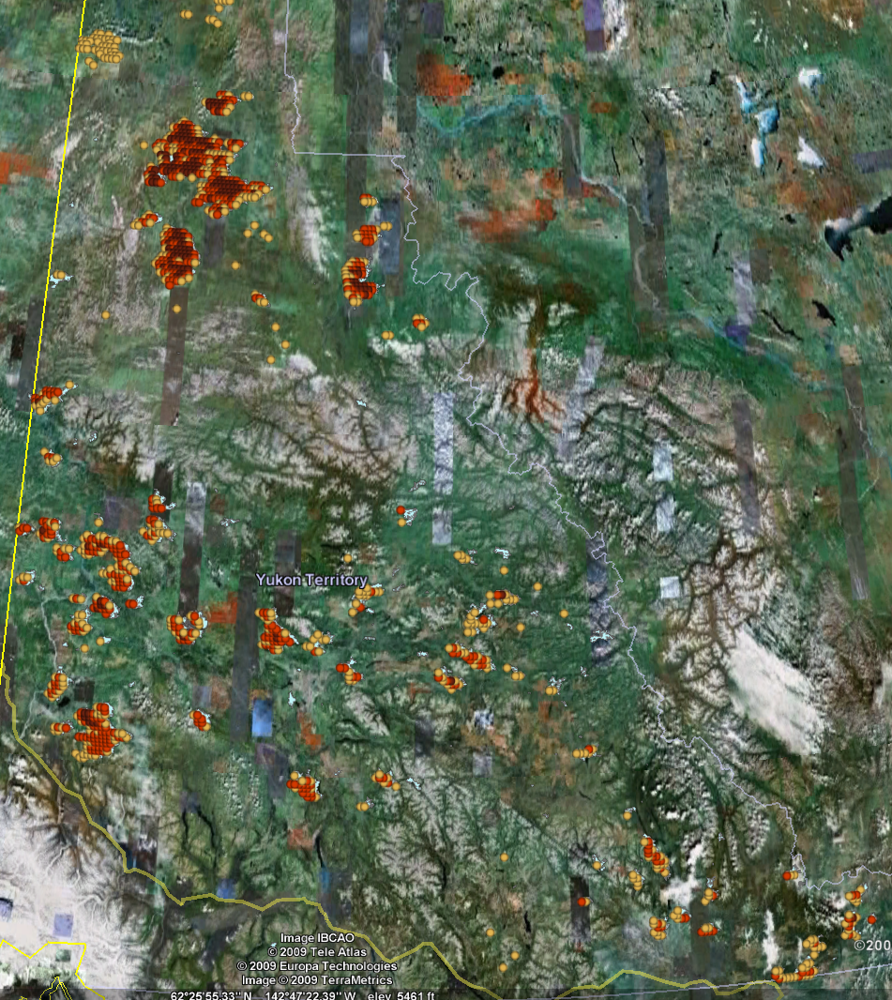 Yukon Territory
Image IBCAO
© 2009 Tele Atlas
© 2009 Europa Technologies
Image © 2009 TerraMetrics
©200
62°25'55.33" N 142°47'22.39" W elev 5461 ft